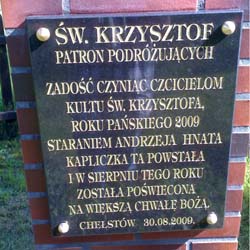 ŚW. KRZYSZTOF
PATRON PODRÓŻUJĄCYCH
ZADOŚĆ CZYNIĄC CZCICIELOM
KULTU ŚW. KRZYSZTOFA,
ROKU PAŃSKIEGO 2009
STARANIEM ANDRZEJA HNATA
KAPLICZKA TA POWSTAŁA
I W SIERPNIU TEGO ROKU
ZOSTAŁA POŚWIĘCONA
NA WIĘKSZĄ CHWAŁĘ BOŻĄ.
CHEŁSTÓW 30.08.2009.